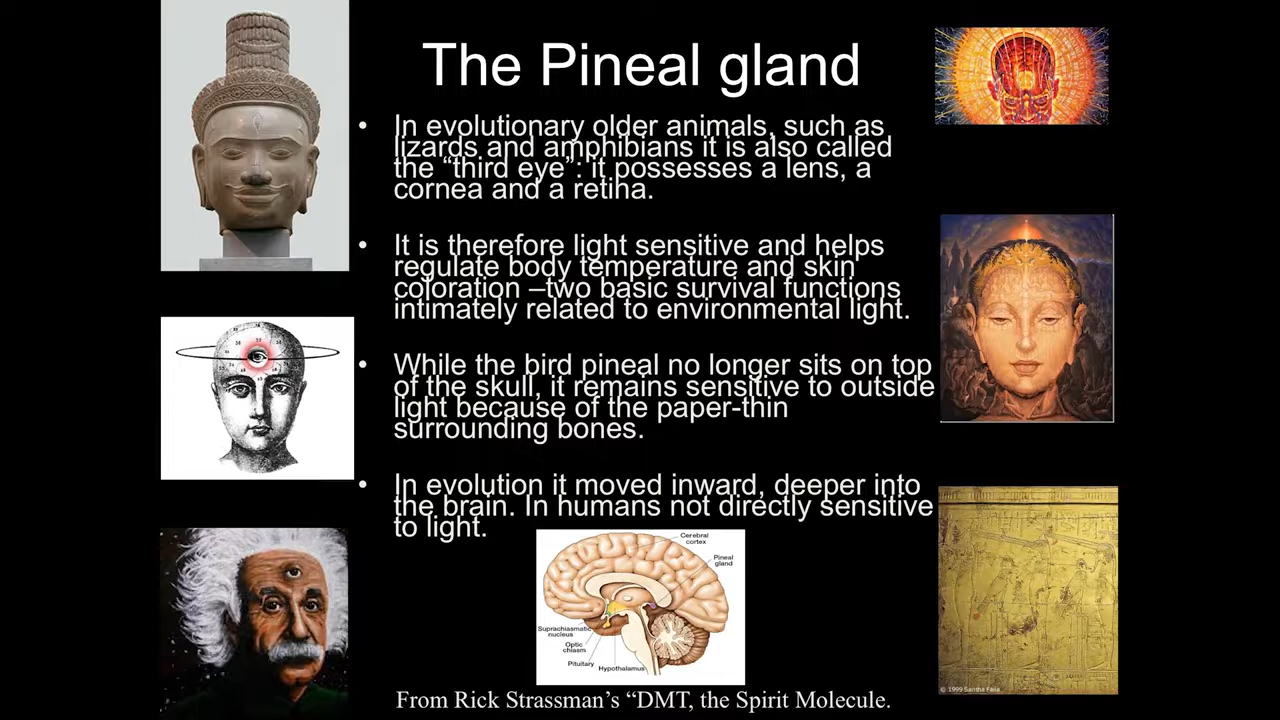 The Pineal gland
• In evolutionary older animals, such as
lizards and amphibians it is also called
the “third eye”: it possesses a lens, a
cornea and a retina.
• It is therefore light sensitive and helps
regulate body temperature and skin
coloration –two basic survival functions
intimately related to environmental light.
• While the bird pineal no longer sits on top
of the skull, it remains sensitive to outside
light because of the paper-thin
surrounding bones.
• In evolution it moved inward, deeper into
the brain. In humans not directly sensitive
to light.
Cerebral
cortex
Pineal
gland
Suprachiasmatic
nucleus
Optic
chiasm
Pituitary
Hypothalamus
From Rick Strassman’s “DMT, the Spirit Molecule.